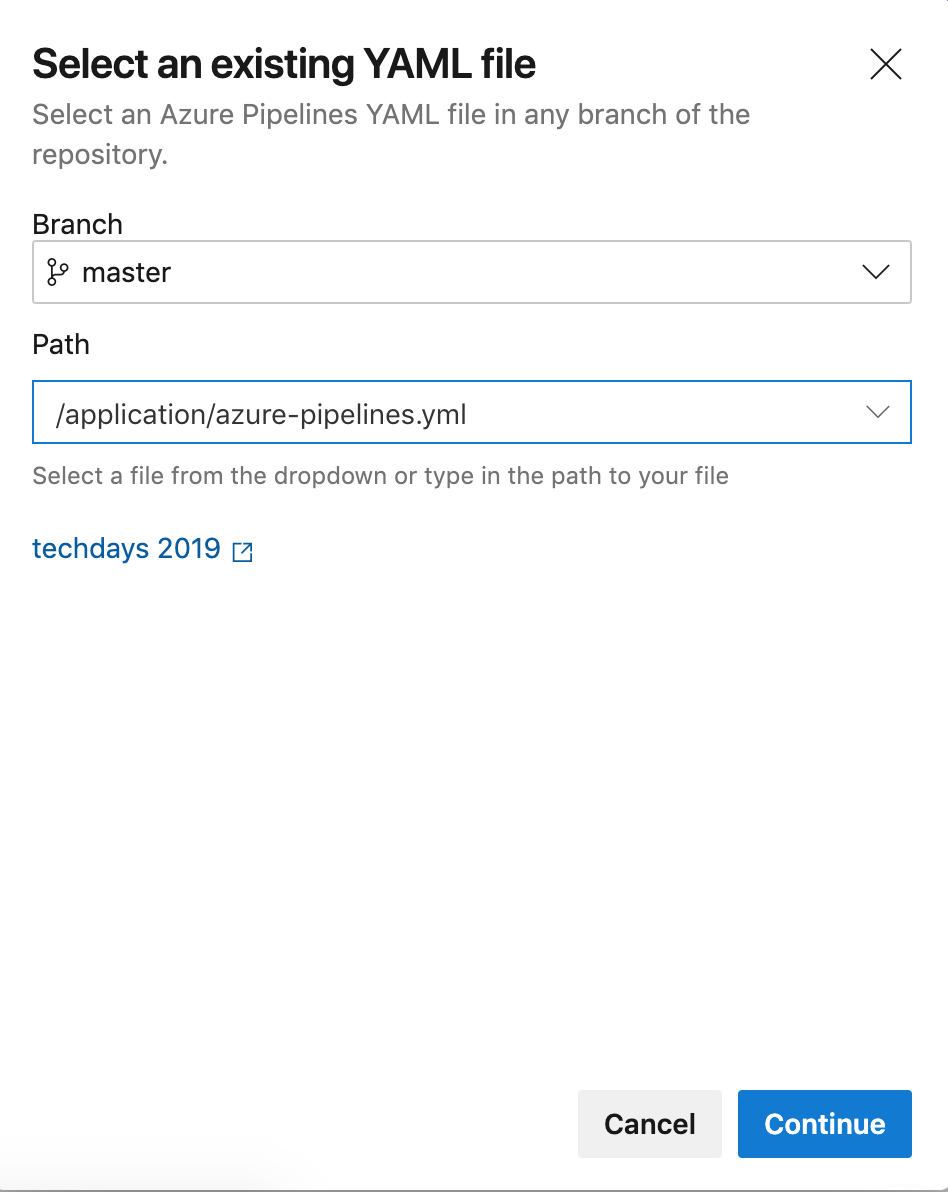 Select an existing YAML file
Select an Azure Pipelines YAML file in any branch of the
repository.
Branch
master
Path
/application/azure-pipelines.yml
Select a file from the dropdown or type in the path to your file
techdays 2019
Cancel
Continue